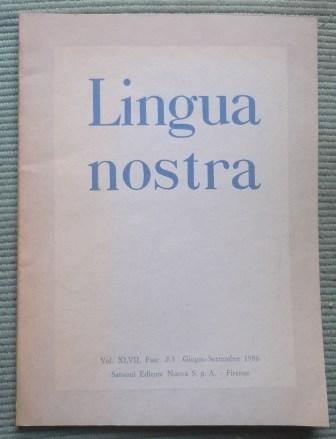 Lingua
nostra
Vol. XLVII, Fasc. 2-3 Giugno-Settembre 1986
Sansoni Editore Nuova S. p. A. - Firenze